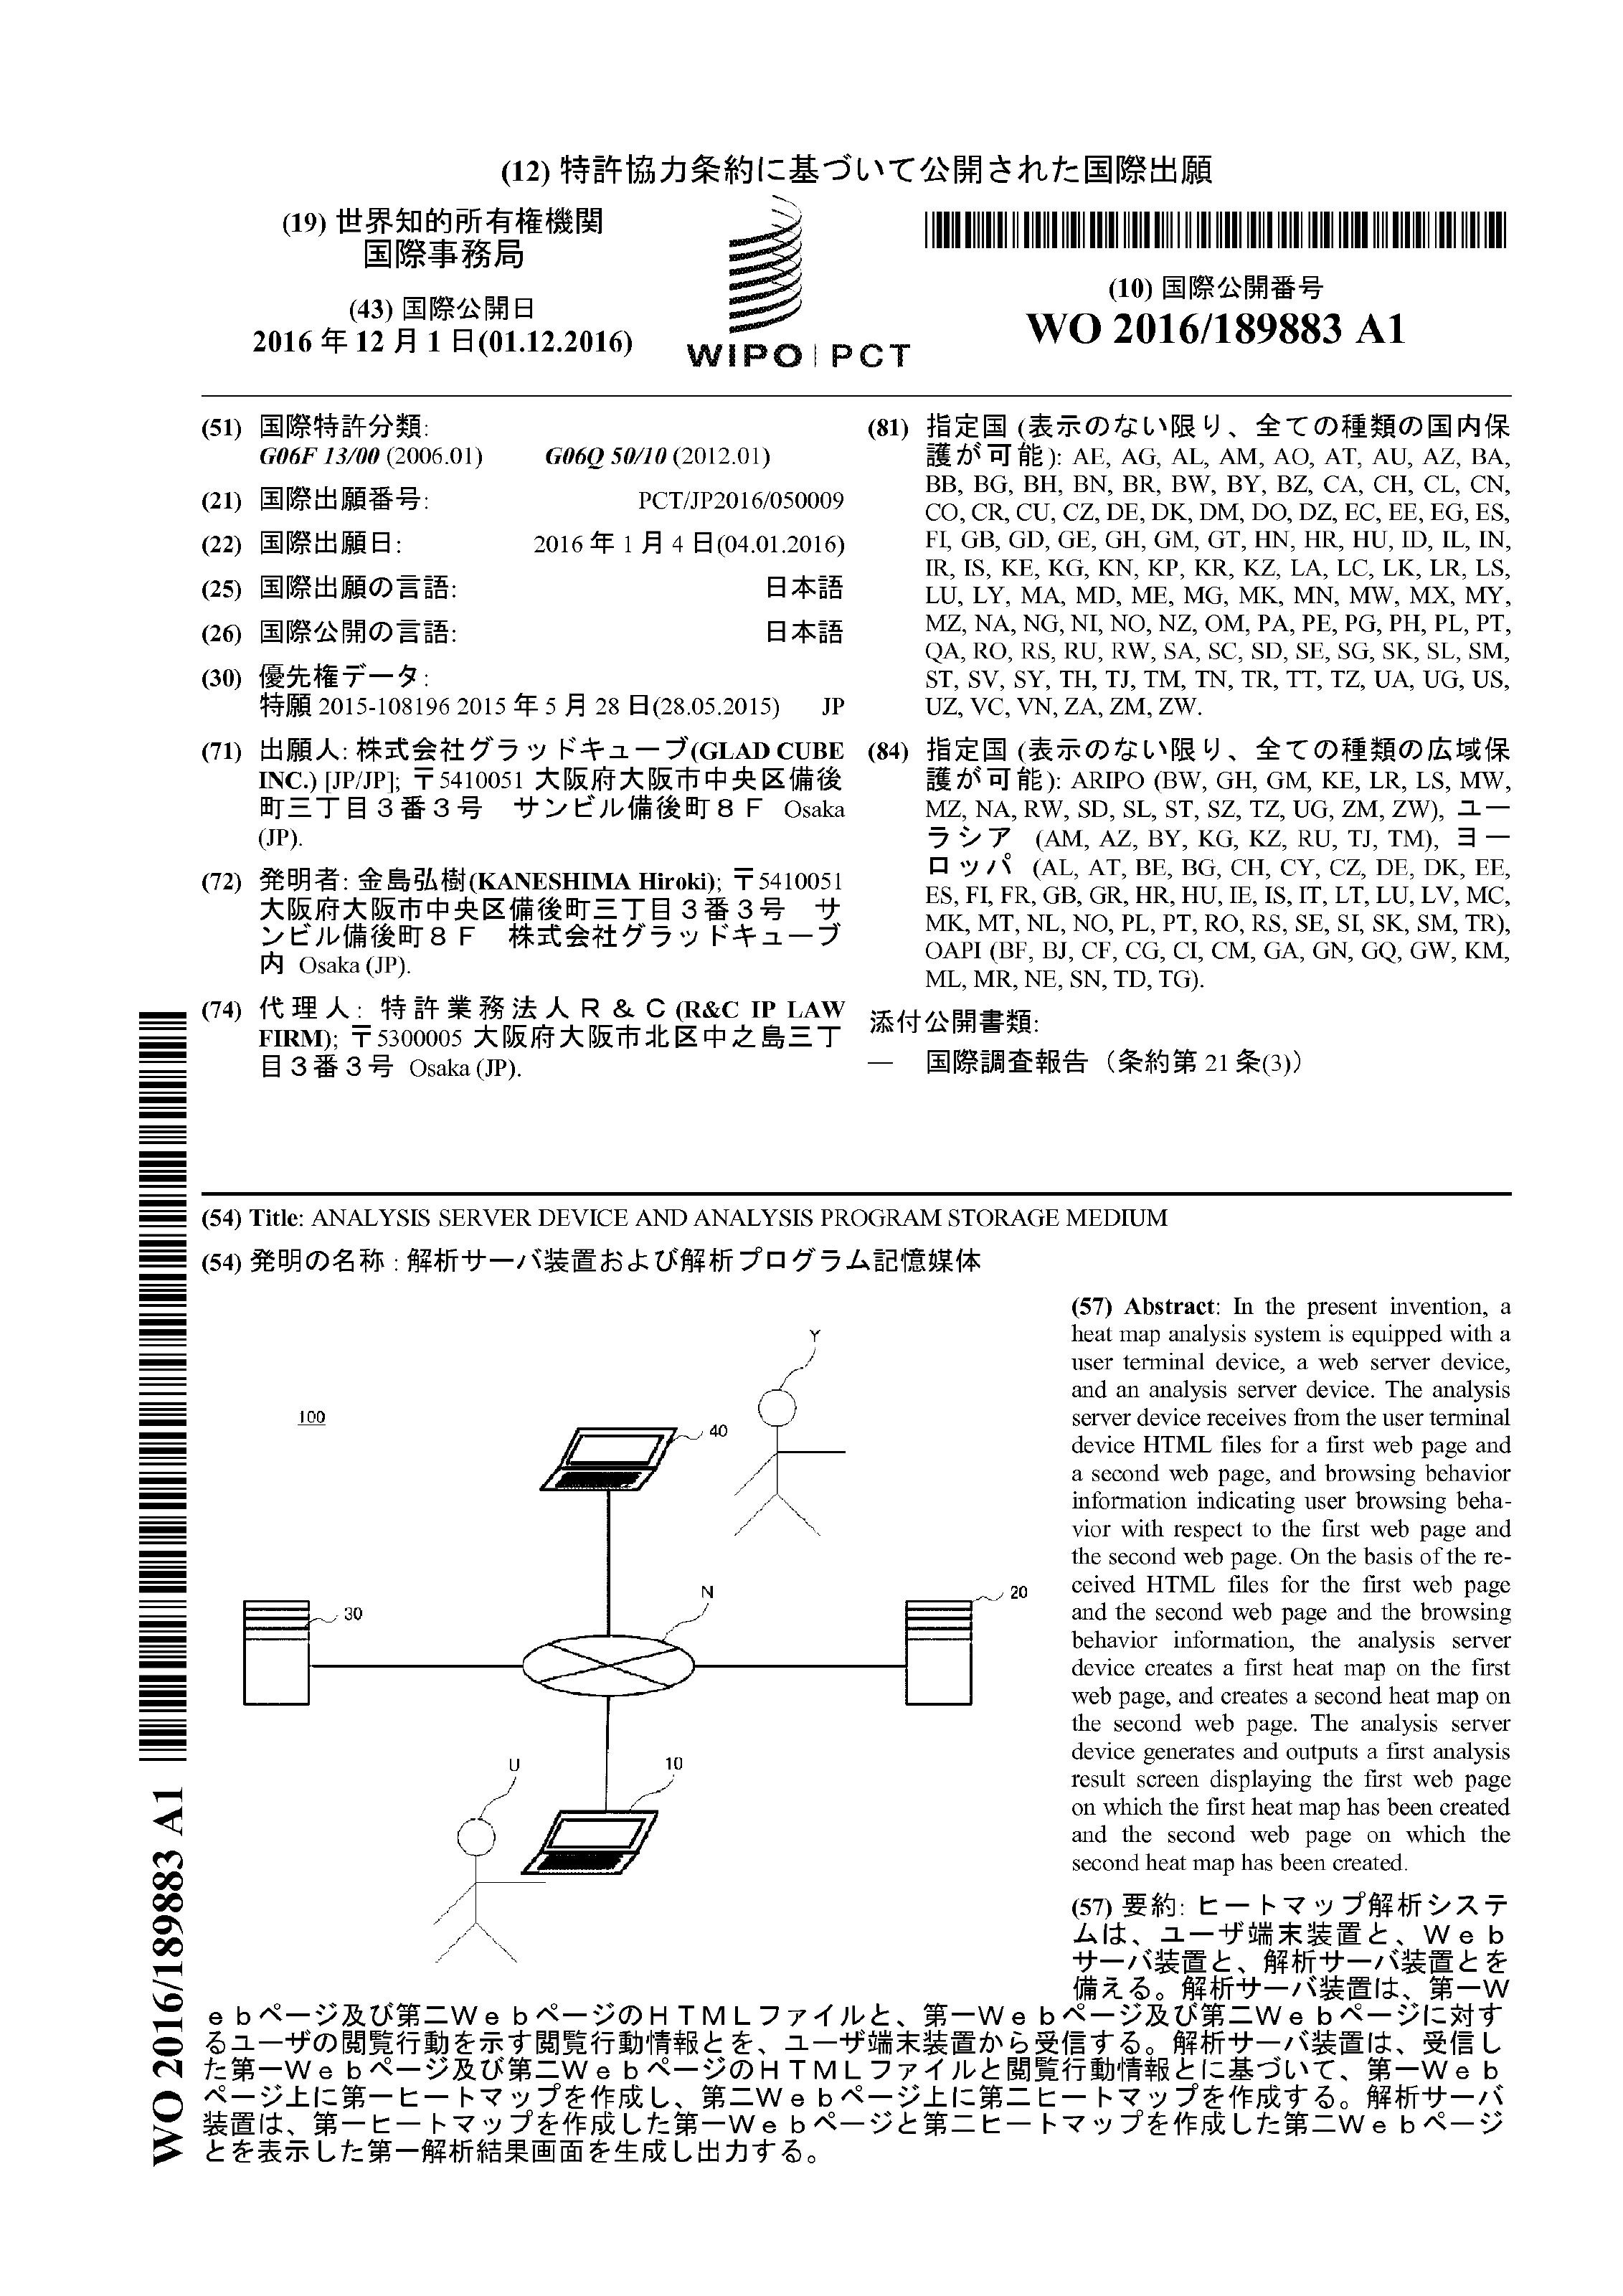 (12) 特許協力条約に基づいて公開された国際出願
(19) 世界知的所有権機関
国際事務局
(43) 国際公開日
2016 年 12 月 1 日(01.12.2016)
WIPO | PCT
(10) 国際公開番号
WO 2016/189883 A1
(51) 国際特許分類:
G06F 13/00 (2006.01) G06Q 50/10 (2012.01)
(21) 国際出願番号: PCT/JP2016/050009
(22) 国際出願日: 2016 年 1 月 4 日(04.01.2016)
(25) 国際出願の言語: 日本語
(26) 国際公開の言語: 日本語
(30) 優先権データ:
特願 2015-108196 2015 年 5 月 28 日(28.05.2015) JP
(71) 出願人: 株式会社グラッドキューブ(GLAD CUBE
INC.) [JP/JP]; 〒5410051 大阪府大阪市中央区備後
町三丁目3番3号 サンビル備後町8F Osaka
(JP).
(72) 発明者: 金島弘樹(KANESHIMA Hiroki); 〒5410051
大阪府大阪市中央区備後町三丁目3番3号 サ
ンビル備後町8F 株式会社グラッドキューブ
内 Osaka (JP).
(74) 代理人: 特許業務法人R&C(R&C IP LAW
FIRM); 〒5300005 大阪府大阪市北区中之島三丁
目3番3号 Osaka (JP).
(81) 指定国 (表示のない限り、全ての種類の国内保
護が可能): AE, AG, AL, AM, AO, AT, AU, AZ, BA,
BB, BG, BH, BN, BR, BW, BY, BZ, CA, CH, CL, CN,
CO, CR, CU, CZ, DE, DK, DM, DO, DZ, EC, EE, EG, ES,
FI, GB, GD, GE, GH, GM, GT, HN, HR, HU, ID, IL, IN,
IR, IS, KE, KG, KN, KP, KR, KZ, LA, LC, LK, LR, LS,
LU, LY, MA, MD, ME, MG, MK, MN, MW, MX, MY,
MZ, NA, NG, NI, NO, NZ, OM, PA, PE, PG, PH, PL, PT,
QA, RO, RS, RU, RW, SA, SC, SD, SE, SG, SK, SL, SM,
ST, SV, SY, TH, TJ, TM, TN, TR, TT, TZ, UA, UG, US,
UZ, VC, VN, ZA, ZM, ZW.
(84) 指定国 (表示のない限り、全ての種類の広域保
護が可能): ARIPO (BW, GH, GM, KE, LR, LS, MW,
MZ, NA, RW, SD, SL, ST, SZ, TZ, UG, ZM, ZW), ユー
ラシア (AM, AZ, BY, KG, KZ, RU, TJ, TM), ヨー
ロッパ (AL, AT, BE, BG, CH, CY, CZ, DE, DK, EE,
ES, FI, FR, GB, GR, HR, HU, IE, IS, IT, LT, LU, LV, MC,
MK, MT, NL, NO, PL, PT, RO, RS, SE, SI, SK, SM, TR),
OAPI (BF, BJ, CF, CG, CI, CM, GA, GN, GQ, GW, KM,
ML, MR, NE, SN, TD, TG).
添付公開書類:
— 国際調査報告(条約第 21 条(3))
(54) Title: ANALYSIS SERVER DEVICE AND ANALYSIS PROGRAM STORAGE MEDIUM
(54) 発明の名称 : 解析サーバ装置および解析プログラム記憶媒体
100
Y
40
30
N
20
U
10
(57) Abstract: In the present invention, a
heat map analysis system is equipped with a
user terminal device, a web server device,
and an analysis server device. The analysis
server device receives from the user terminal
device HTML files for a first web page and
a second web page, and browsing behavior
information indicating user browsing beha-
vior with respect to the first web page and
the second web page. On the basis of the re-
ceived HTML files for the first web page
and the second web page and the browsing
behavior information, the analysis server
device creates a first heat map on the first
web page, and creates a second heat map on
the second web page. The analysis server
device generates and outputs a first analysis
result screen displaying the first web page
on which the first heat map has been created
and the second web page on which the
second heat map has been created.
(57) 要約: ヒートマップ解析システ
ムは、ユーザ端末装置と、Web
サーバ装置と、解析サーバ装置とを
備える。解析サーバ装置は、第一W
ebページ及び第二WebページのHTMLファイルと、第一Webページ及び第二Webページに対す
るユーザの閲覧行動を示す閲覧行動情報とを、ユーザ端末装置から受信する。解析サーバ装置は、受信し
た第一Webページ及び第二WebページのHTMLファイルと閲覧行動情報とに基づいて、第一Web
ページ上に第一ヒートマップを作成し、第二Webページ上に第二ヒートマップを作成する。解析サーバ
装置は、第一ヒートマップを作成した第一Webページと第二ヒートマップを作成した第二Webページ
とを表示した第一解析結果画面を生成し出力する。
WO 2016/189883 A1